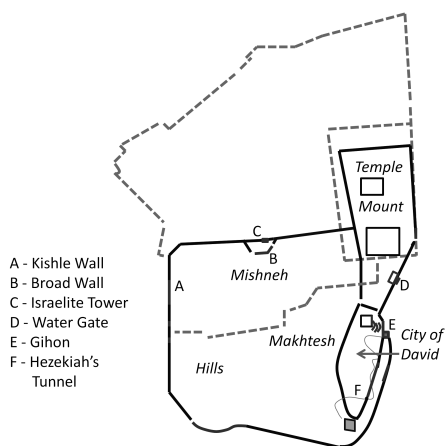 Temple
Mount
C
B
Mishneh
A
D
A - Kishle Wall
B - Broad Wall
C - Israelite Tower
D - Water Gate
E - Gihon
F - Hezekiah's
Tunnel
Makhtesh
E
City of
David
Hills
F